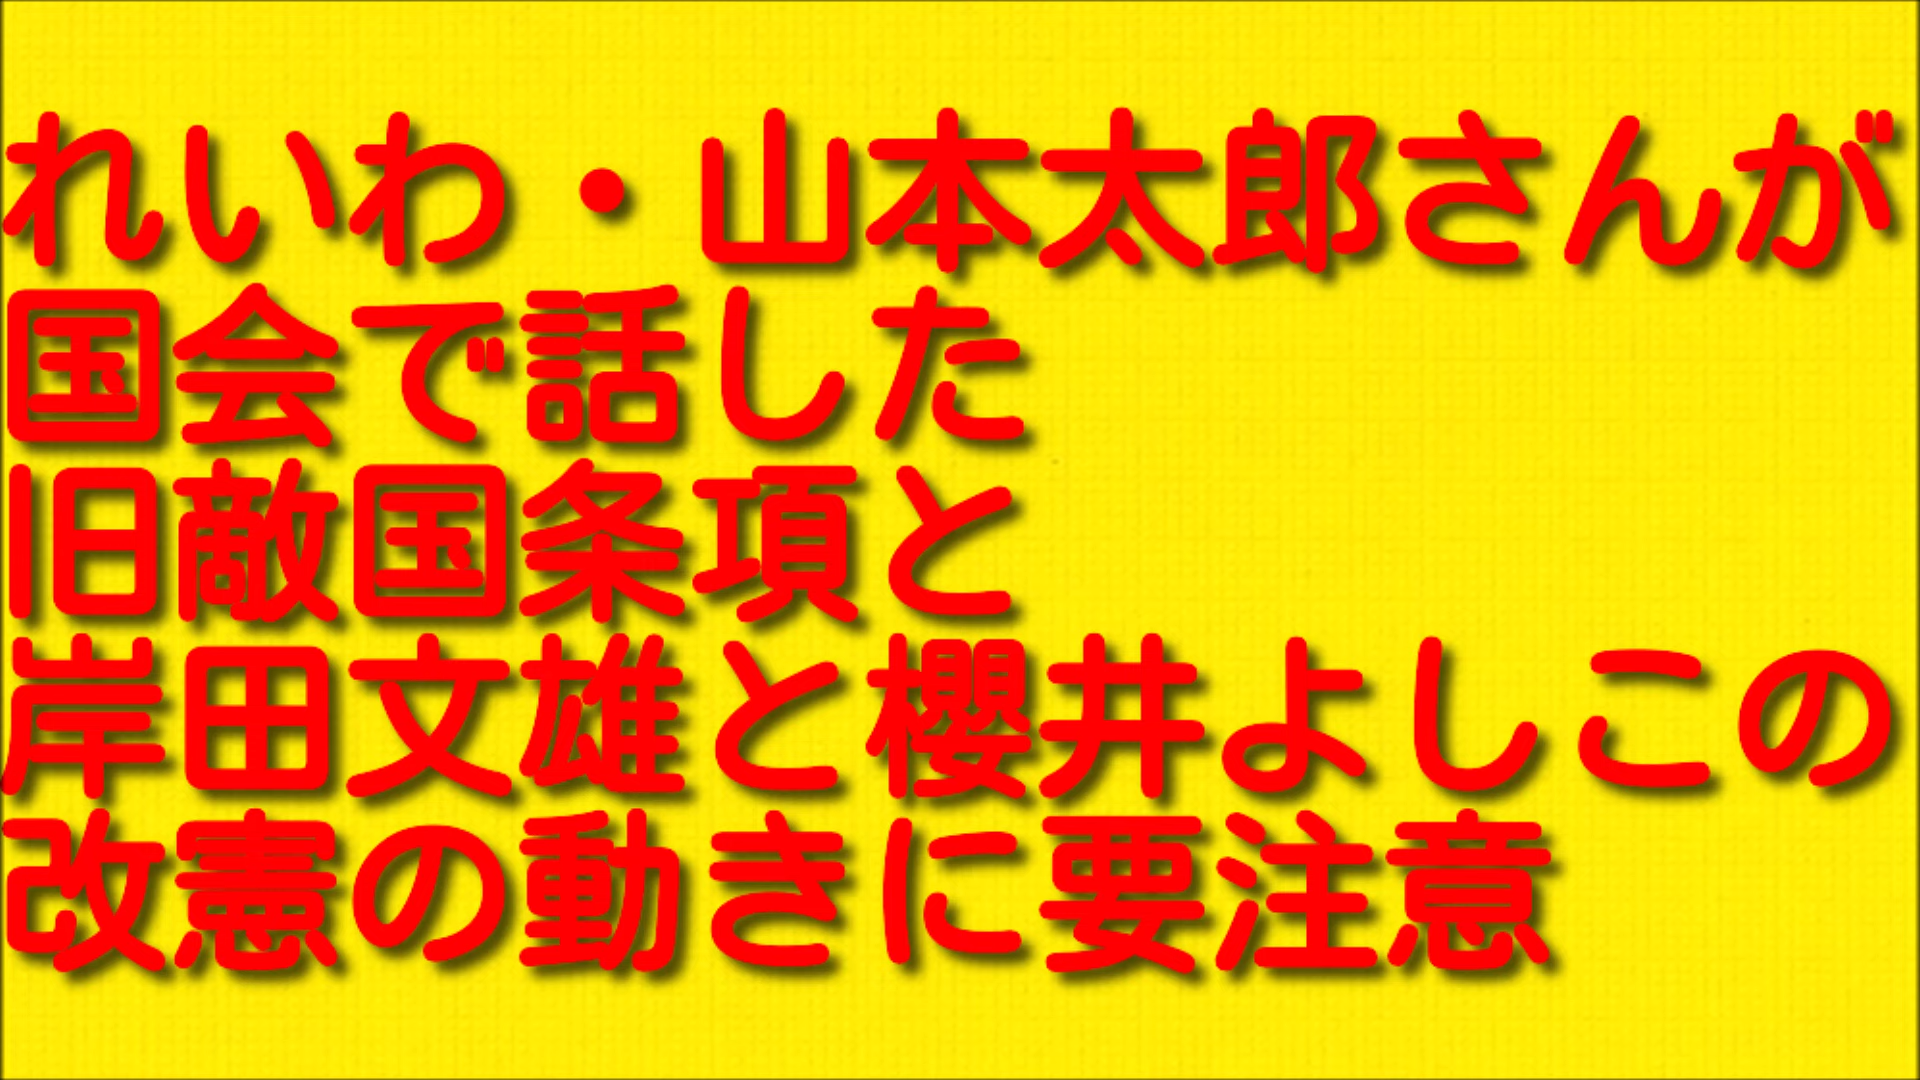 れいわ・山本太郎さんが
国会で話した
旧敵国条項と
岸田文雄と櫻井よしこの
改憲の動きに要注意